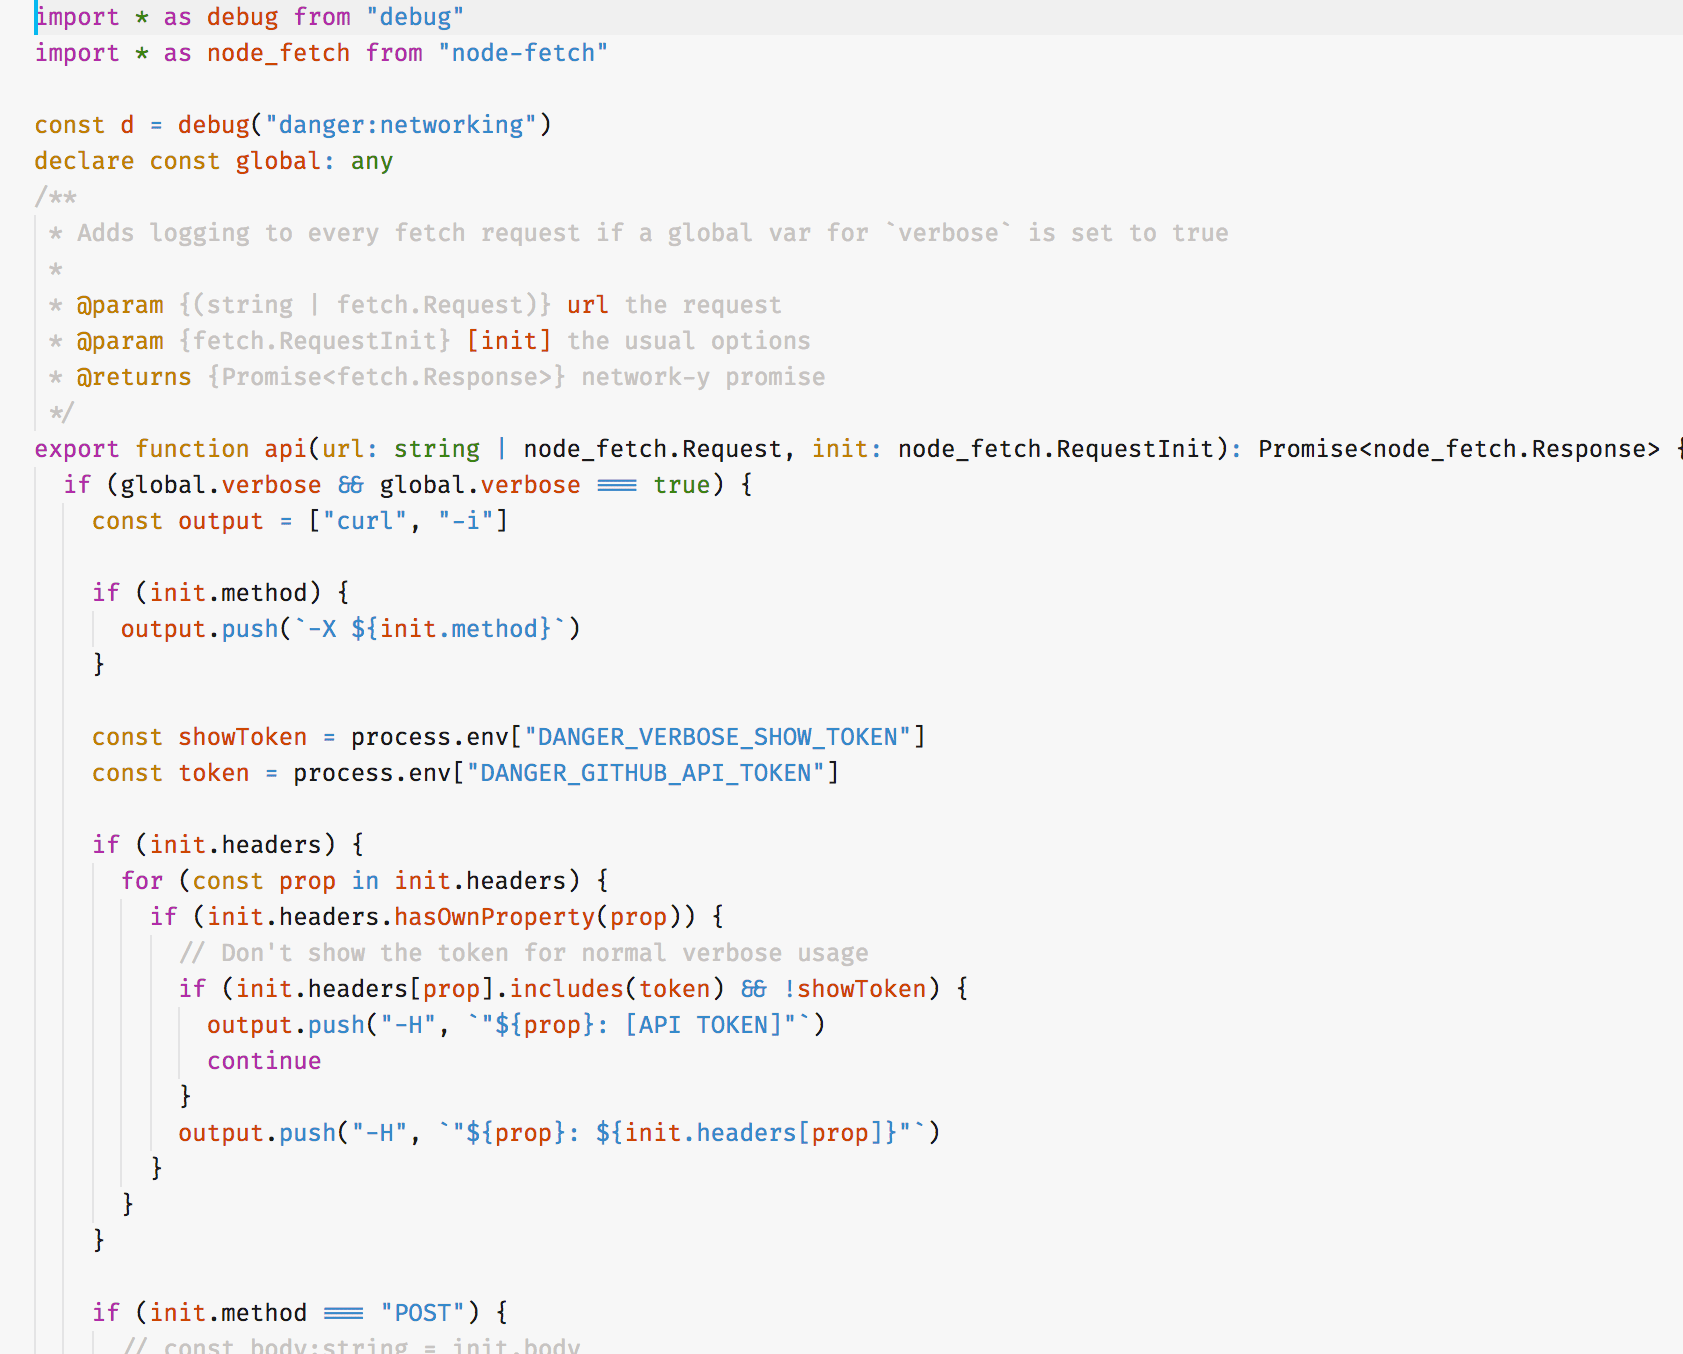 import * as debug from "debug"
import * as node_fetch from "node-fetch"

const d = debug("danger:networking")
declare const global: any
/**
 * Adds logging to every fetch request if a global var for `verbose` is set to true
 *
 * @param {(string | fetch.Request)} url the request
 * @param {fetch.RequestInit} [init] the usual options
 * @returns {Promise<fetch.Response>} network-y promise
 */
export function api(url: string | node_fetch.Request, init: node_fetch.RequestInit): Promise<node_fetch.Response> {
  if (global.verbose && global.verbose === true) {
    const output = ["curl", "-i"]

    if (init.method) {
      output.push(`-X ${init.method}`)
    }

    const showToken = process.env["DANGER_VERBOSE_SHOW_TOKEN"]
    const token = process.env["DANGER_GITHUB_API_TOKEN"]

    if (init.headers) {
      for (const prop in init.headers) {
        if (init.headers.hasOwnProperty(prop)) {
          // Don't show the token for normal verbose usage
          if (init.headers[prop].includes(token) && !showToken) {
            output.push("-H", `"${prop}: [API TOKEN]"`)
            continue
          }
          output.push("-H", `"${prop}: ${init.headers[prop]}"`)
        }
      }
    }

    if (init.method === "POST") {
      // const body:string = init.body